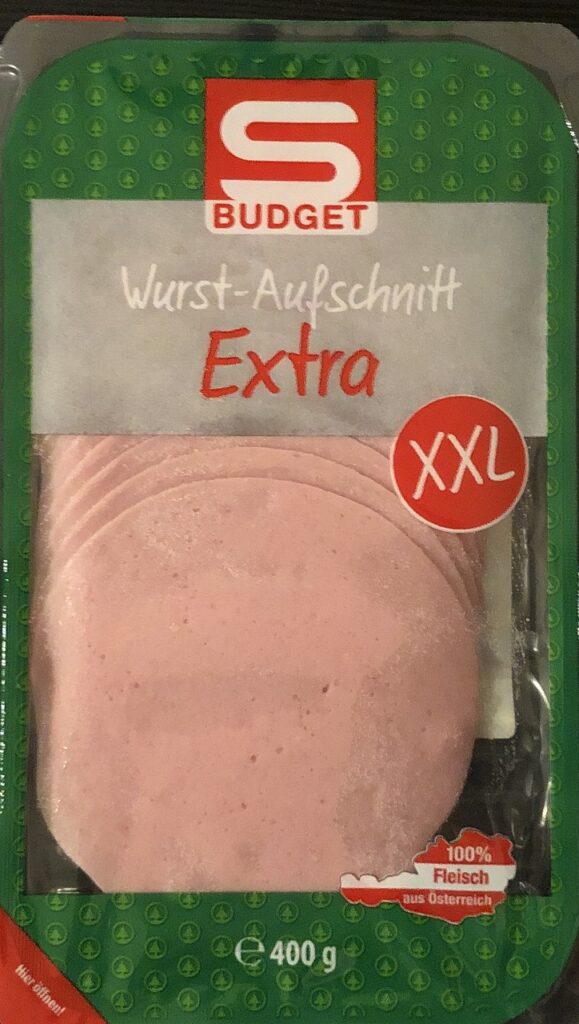 S
BUDGET
Wurst-Aufschnitt
Extra
XXL
100%
Fleisch
aus Österreich
℮ 400 g
Hier öffnen!